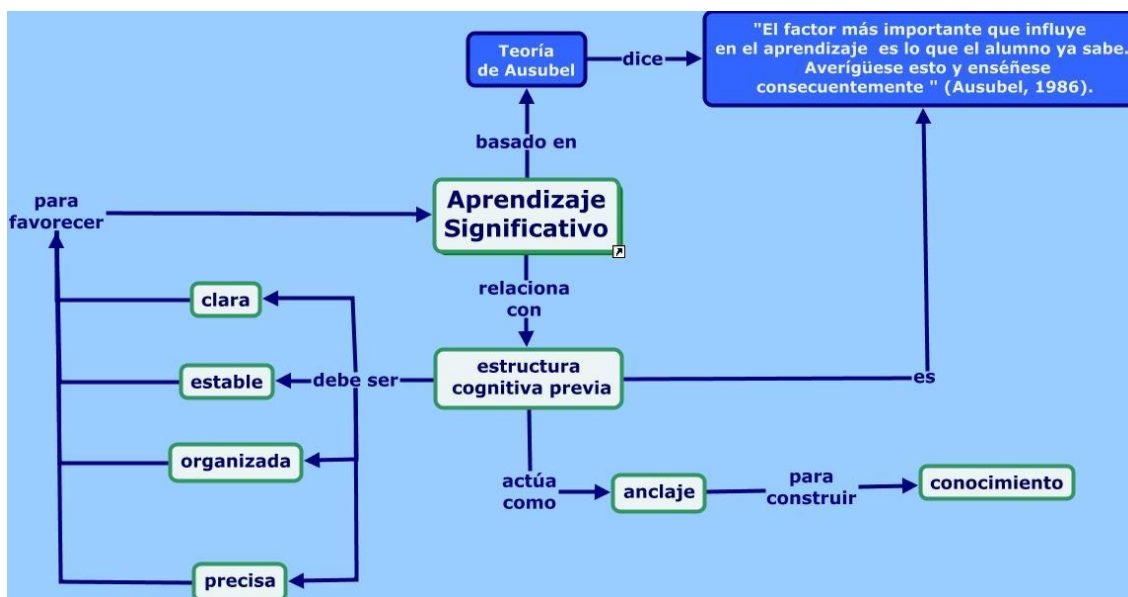 Teoría
de Ausubel
dice
"El factor más importante que influye
en el aprendizaje es lo que el alumno ya sabe.
Averígüese esto y enséñese
consecuentemente " (Ausubel, 1986).
basado en
Aprendizaje
Significativo
para
favorecer
relaciona
con
clara
estructura
cognitiva previa
debe ser
estable
es
organizada
actúa
como
anclaje
para
construir
conocimiento
precisa